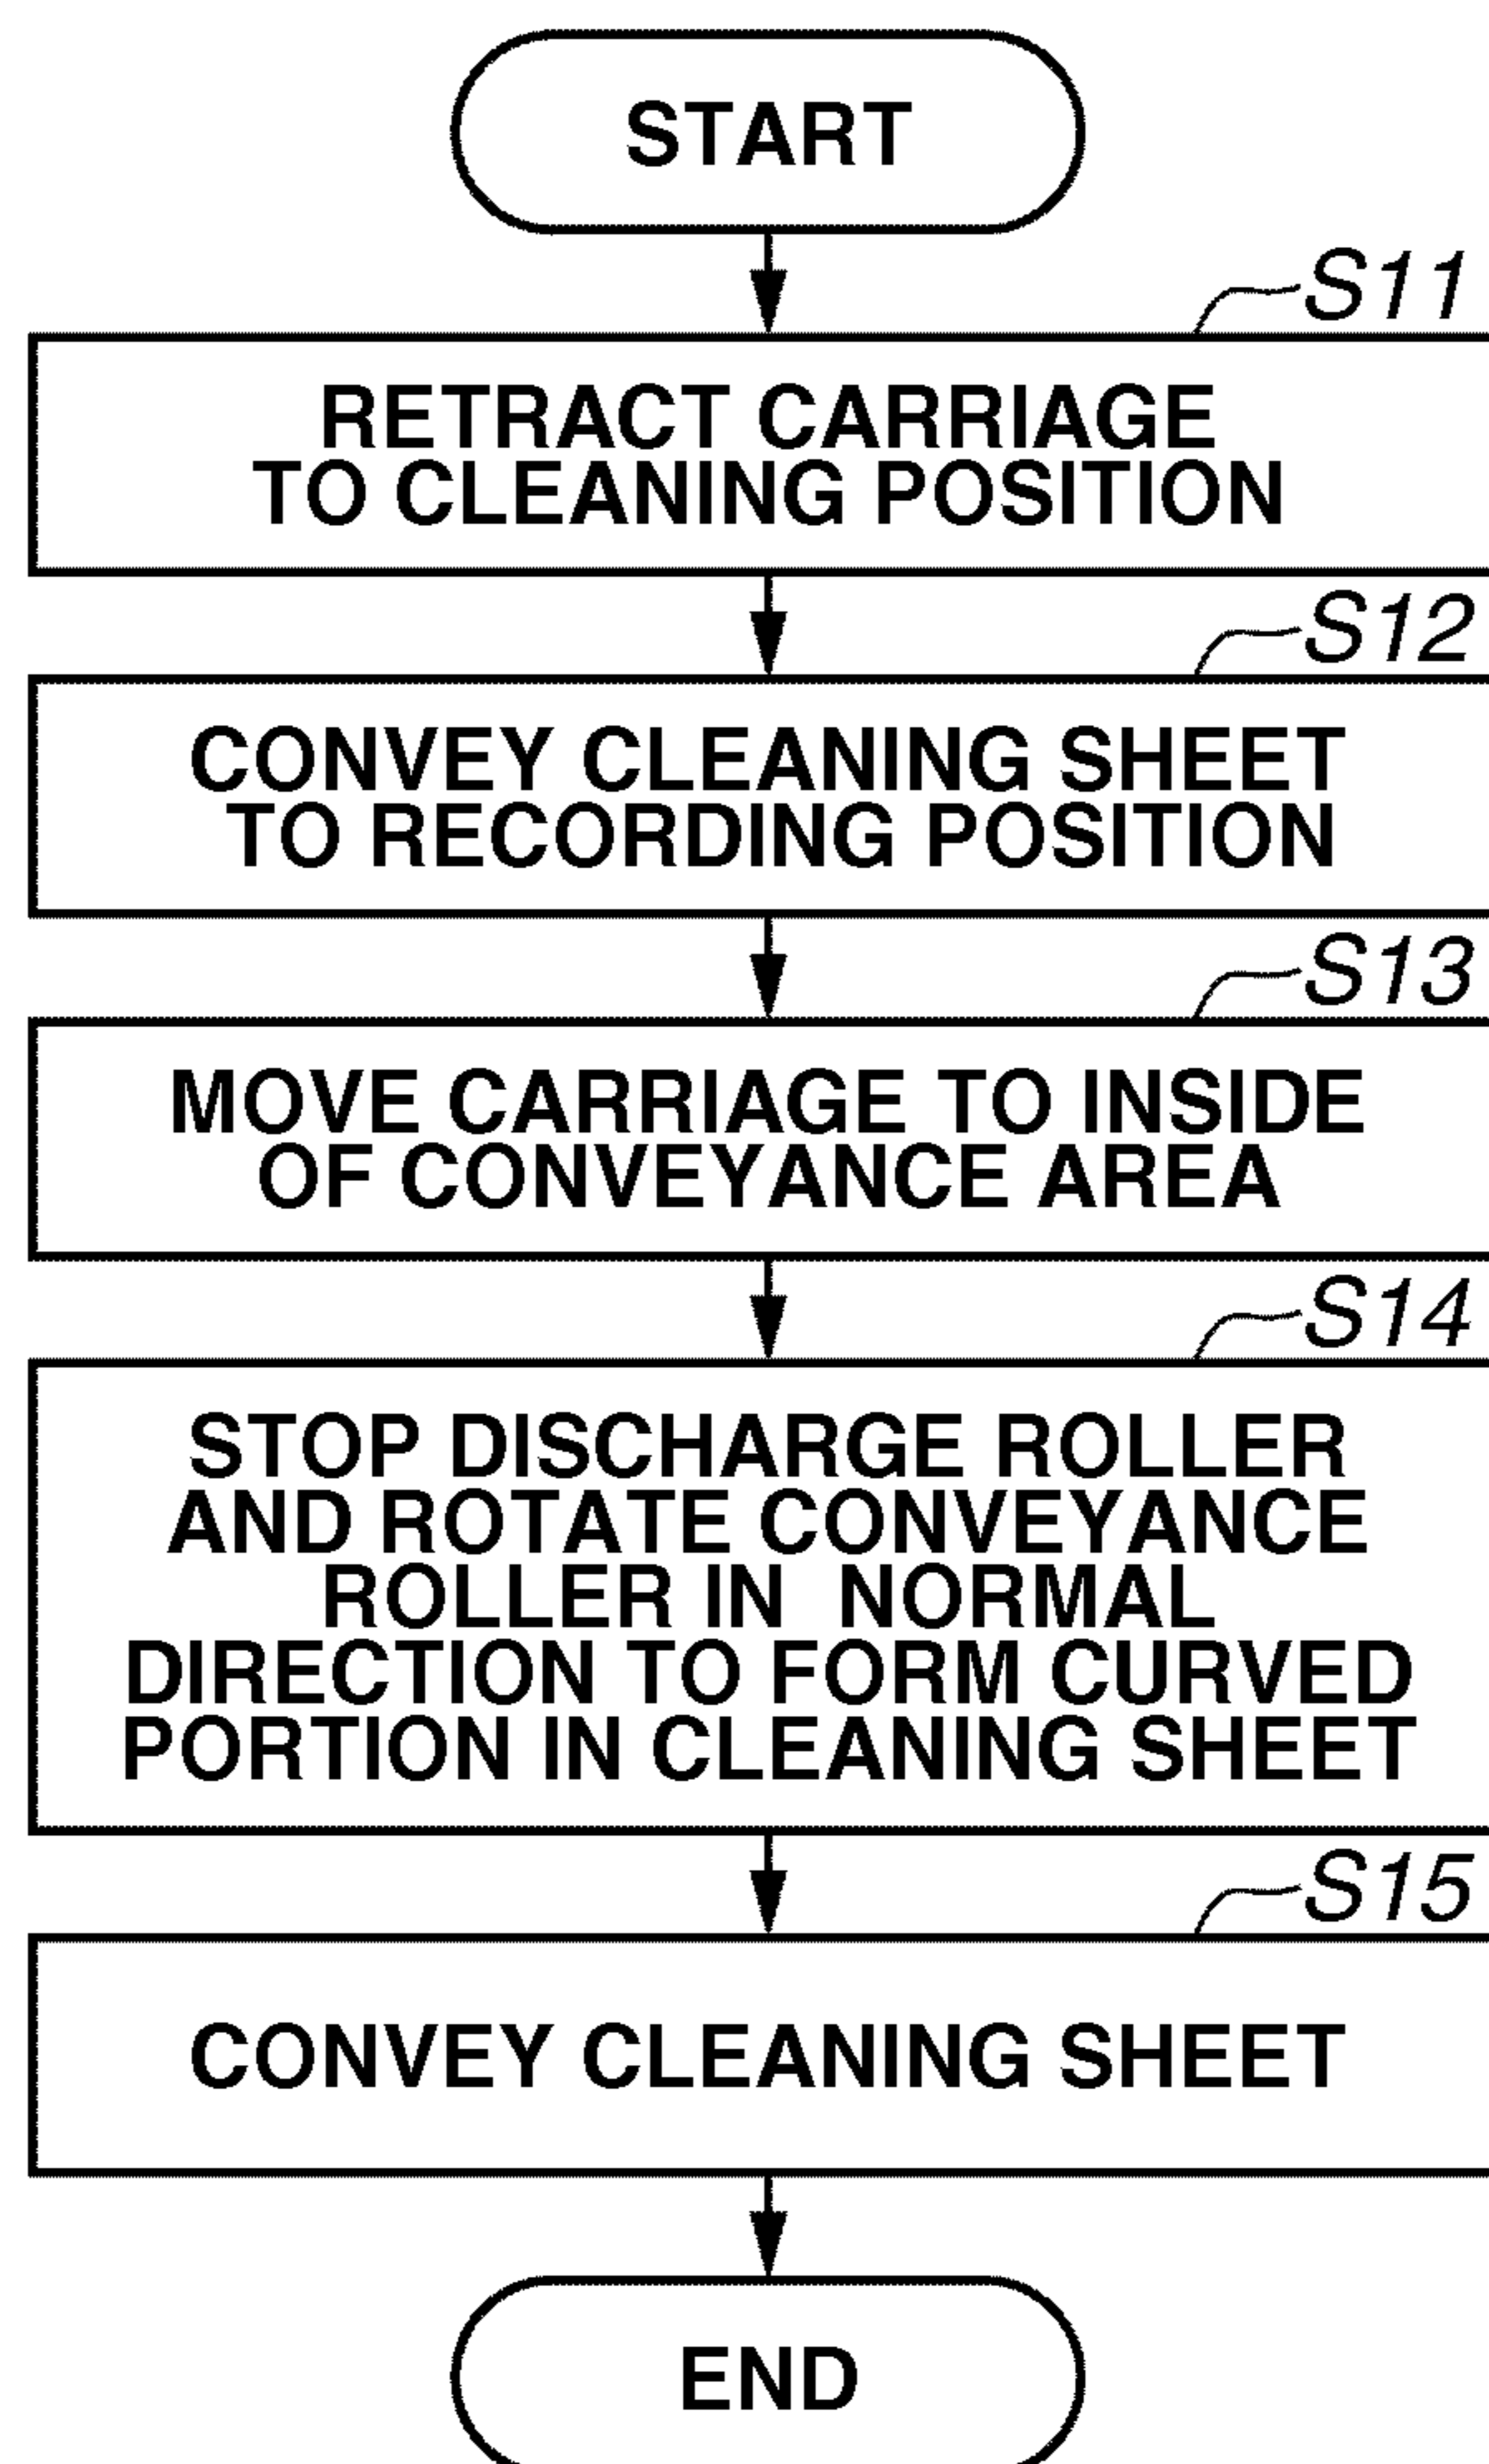 START
S11
RETRACT CARRIAGE
TO CLEANING POSITION
S12
CONVEY CLEANING SHEET
TO RECORDING POSITION
S13
MOVE CARRIAGE TO INSIDE
OF CONVEYANCE AREA
S14
STOP DISCHARGE ROLLER
AND ROTATE CONVEYANCE
ROLLER IN NORMAL
DIRECTION TO FORM CURVED
PORTION IN CLEANING SHEET
S15
CONVEY CLEANING SHEET
END